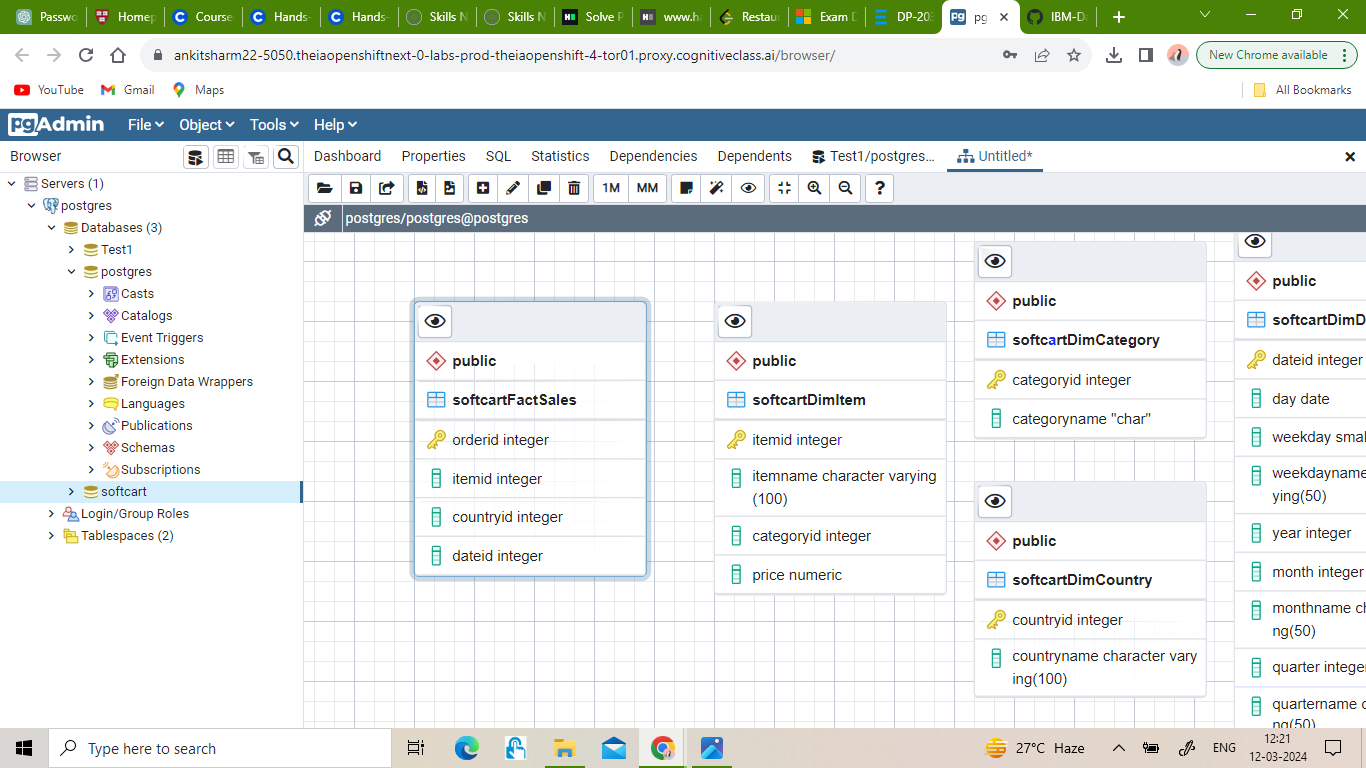 Passwo
Homep
Course
Hands-
Hands-
Skills N
Skills N
Solve P
www.ha
Restau
Exam D
DP-203
pg
IBM-Da
ankitsharm22-5050.theiaopenshiftnext-0-labs-prod-theiaopenshift-4-tor01.proxy.cognitiveclass.ai/browser/
New Chrome available
YouTube
Gmail
Maps
All Bookmarks
pgAdmin
File
Object
Tools
Help
Browser
Dashboard
Properties
SQL
Statistics
Dependencies
Dependents
Test1/postgres...
Untitled*
1M
MM
?
postgres/postgres@postgres
Servers (1)
postgres
Databases (3)
Test1
postgres
Casts
Catalogs
Event Triggers
Extensions
Foreign Data Wrappers
Languages
Publications
Schemas
Subscriptions
softcart
Login/Group Roles
Tablespaces (2)
public
softcartFactSales
orderid integer
itemid integer
countryid integer
dateid integer
public
softcartDimItem
itemid integer
itemname character varying
(100)
categoryid integer
price numeric
public
softcartDimCategory
categoryid integer
categoryname "char"
public
softcartDimCountry
countryid integer
countryname character vary
ing(100)
public
softcartDimD
dateid integer
day date
weekday smal
weekdayname
ying(50)
year integer
month integer
monthname ch
ng(50)
quarter integer
quartername c
ng(50)
Type here to search
27°C Haze
ENG
12:21
12-03-2024